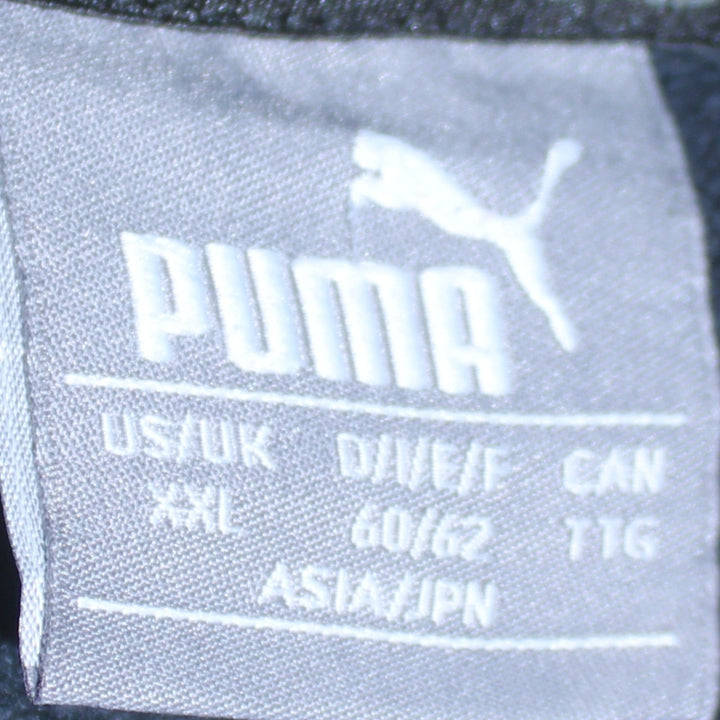 PUMA
US/UK D/I/E/F CAN
XXL 60/62 TTG
ASIA/JPN